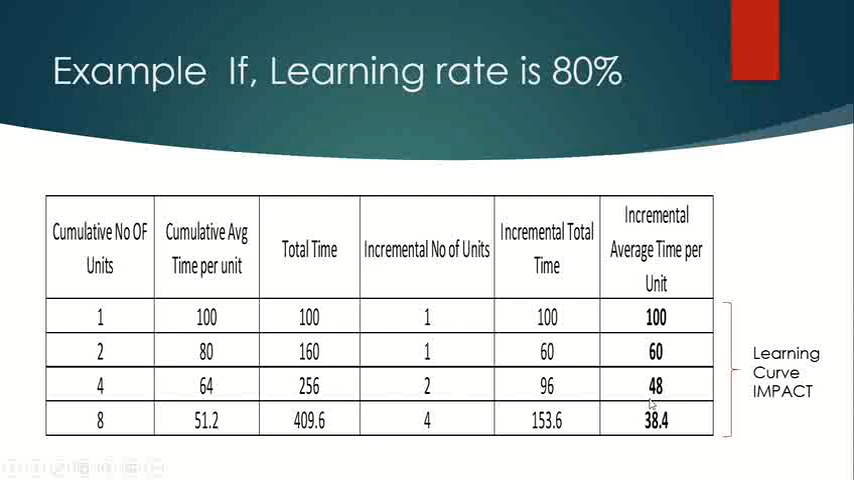 Example  If, Learning rate is 80%
Cumulative No OF Units Cumulative Avg Time per unit Total Time Incremental No of Units Incremental Total Time Incremental Average Time per Unit
1 100 100 1 100 100
2 80 160 1 60 60
4 64 256 2 96 48
8 51.2 409.6 4 153.6 38.4
Learning
Curve
IMPACT